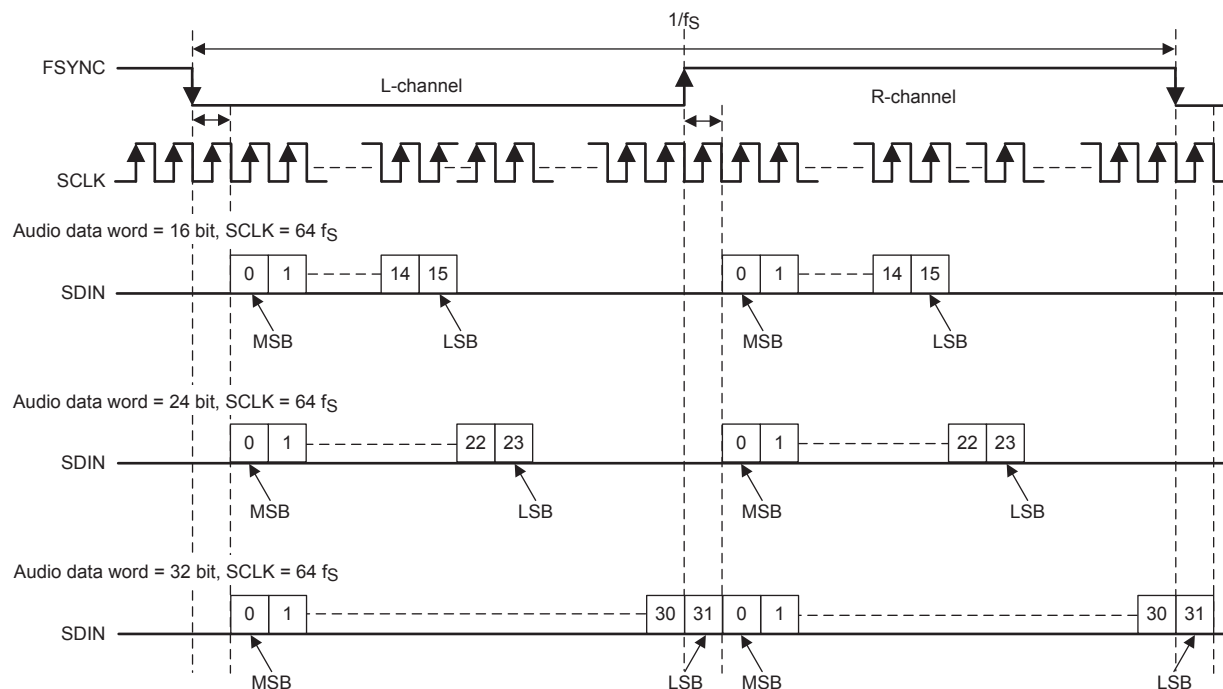 1/fS
FSYNC
L-channel
R-channel
SCLK
Audio data word = 16 bit, SCLK = 64 fS
0 1 14 15 0 1 14 15
SDIN
MSB LSB MSB LSB
Audio data word = 24 bit, SCLK = 64 fS
0 1 22 23 0 1 22 23
SDIN
MSB LSB MSB LSB
Audio data word = 32 bit, SCLK = 64 fS
0 1 30 31 0 1 30 31
SDIN
MSB LSB MSB LSB